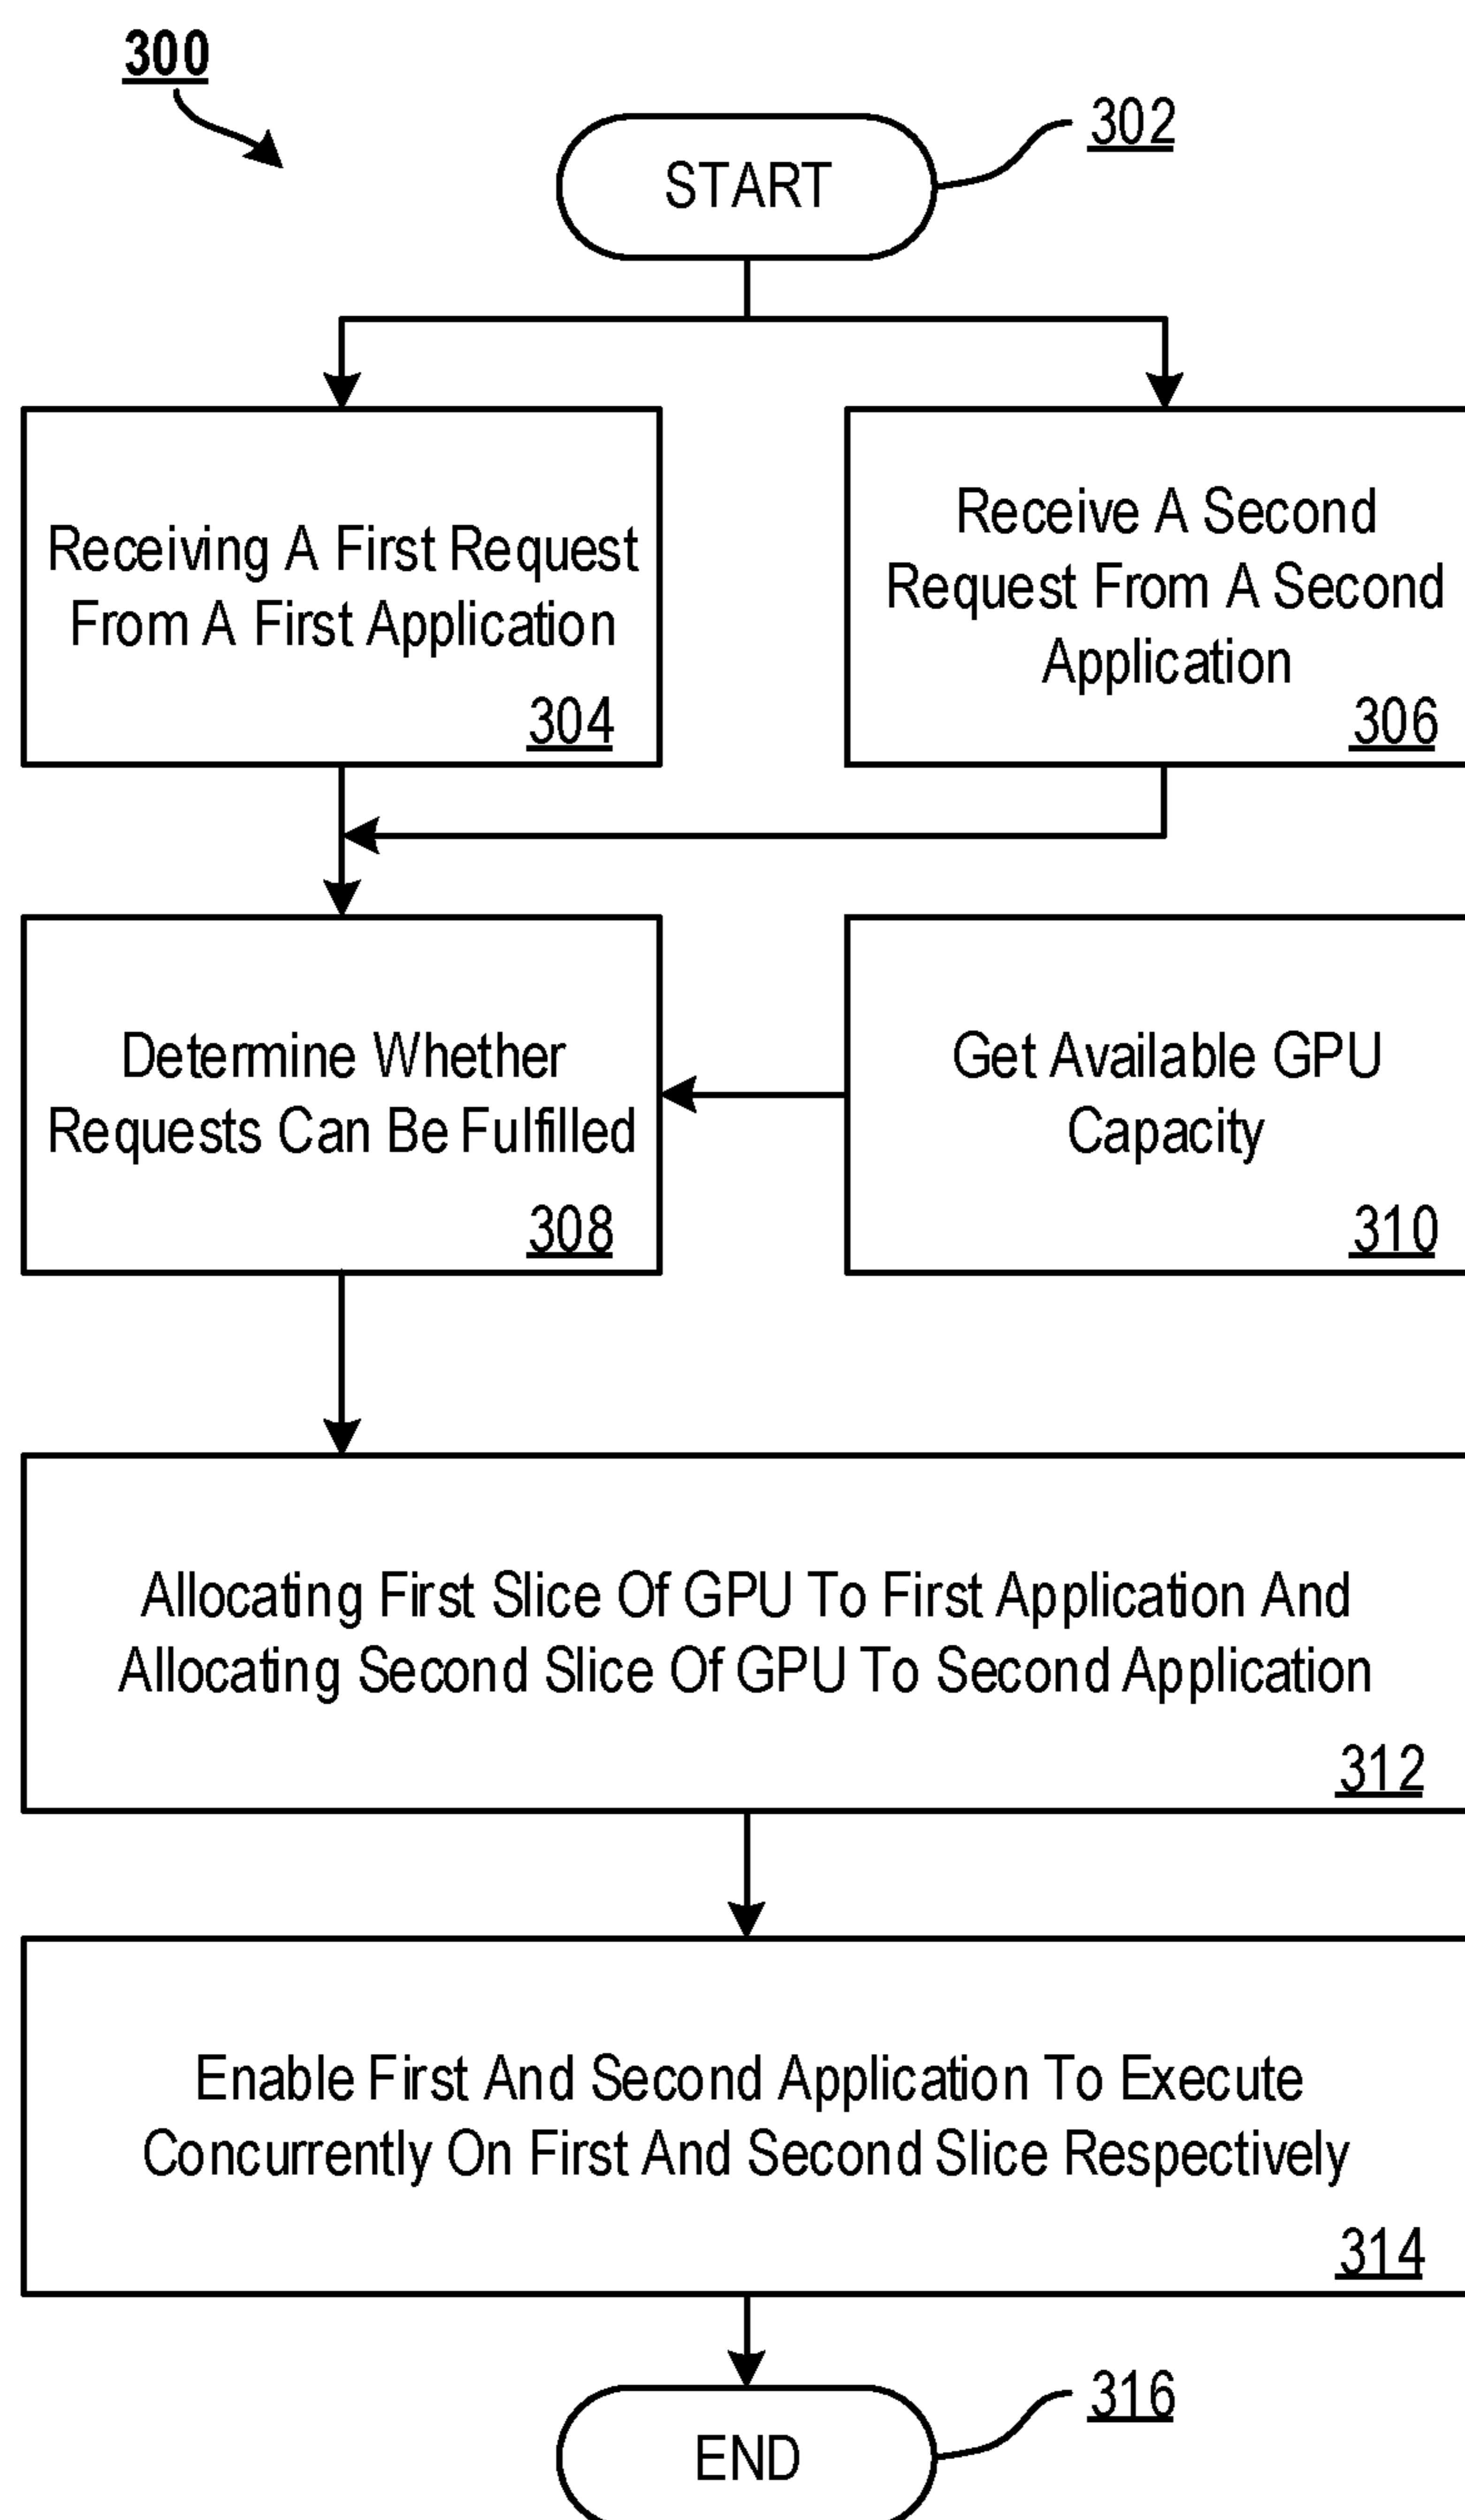 300
302
START
Receiving A First Request
From A First Application
304
Receive A Second
Request From A Second
Application
306
Determine Whether
Requests Can Be Fulfilled
308
Get Available GPU
Capacity
310
Allocating First Slice Of GPU To First Application And
Allocating Second Slice Of GPU To Second Application
312
Enable First And Second Application To Execute
Concurrently On First And Second Slice Respectively
314
316
END